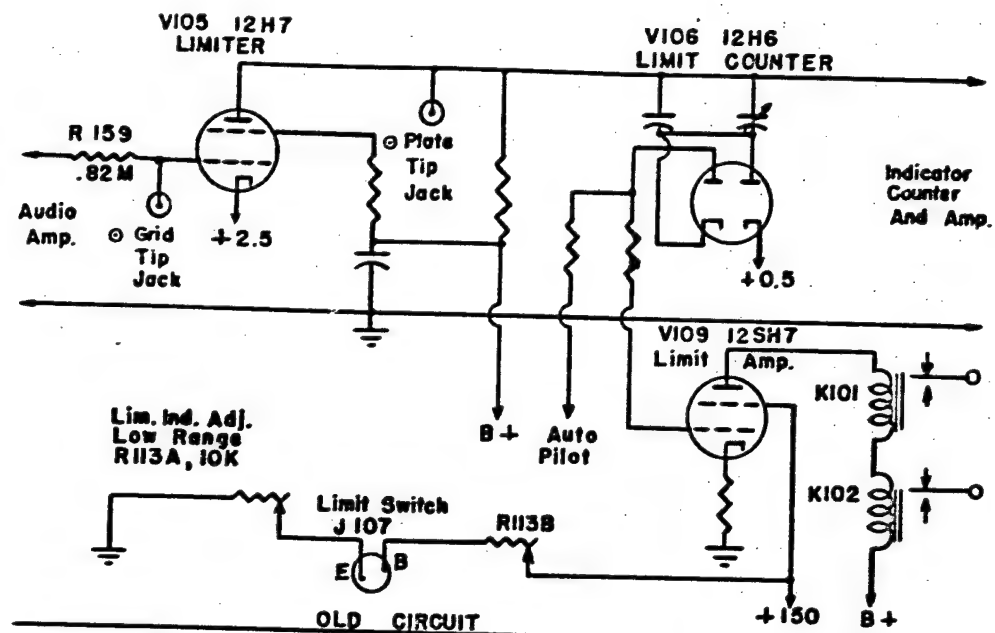 V105 12H7
LIMITER
V106 12H6
LIMIT COUNTER
R 159
.82M
Audio
Amp.
⊙ Grid
Tip
Jack
+2.5
⊙ Plate
Tip
Jack
Indicator
Counter
And Amp.
+0.5
V109 12SH7
Limit Amp.
K101
K102
B+
Auto
Pilot
Lim. Ind. Adj.
Low Range
R113A, 10K
Limit Switch
J 107
E
B
R113B
+150
B+
OLD CIRCUIT